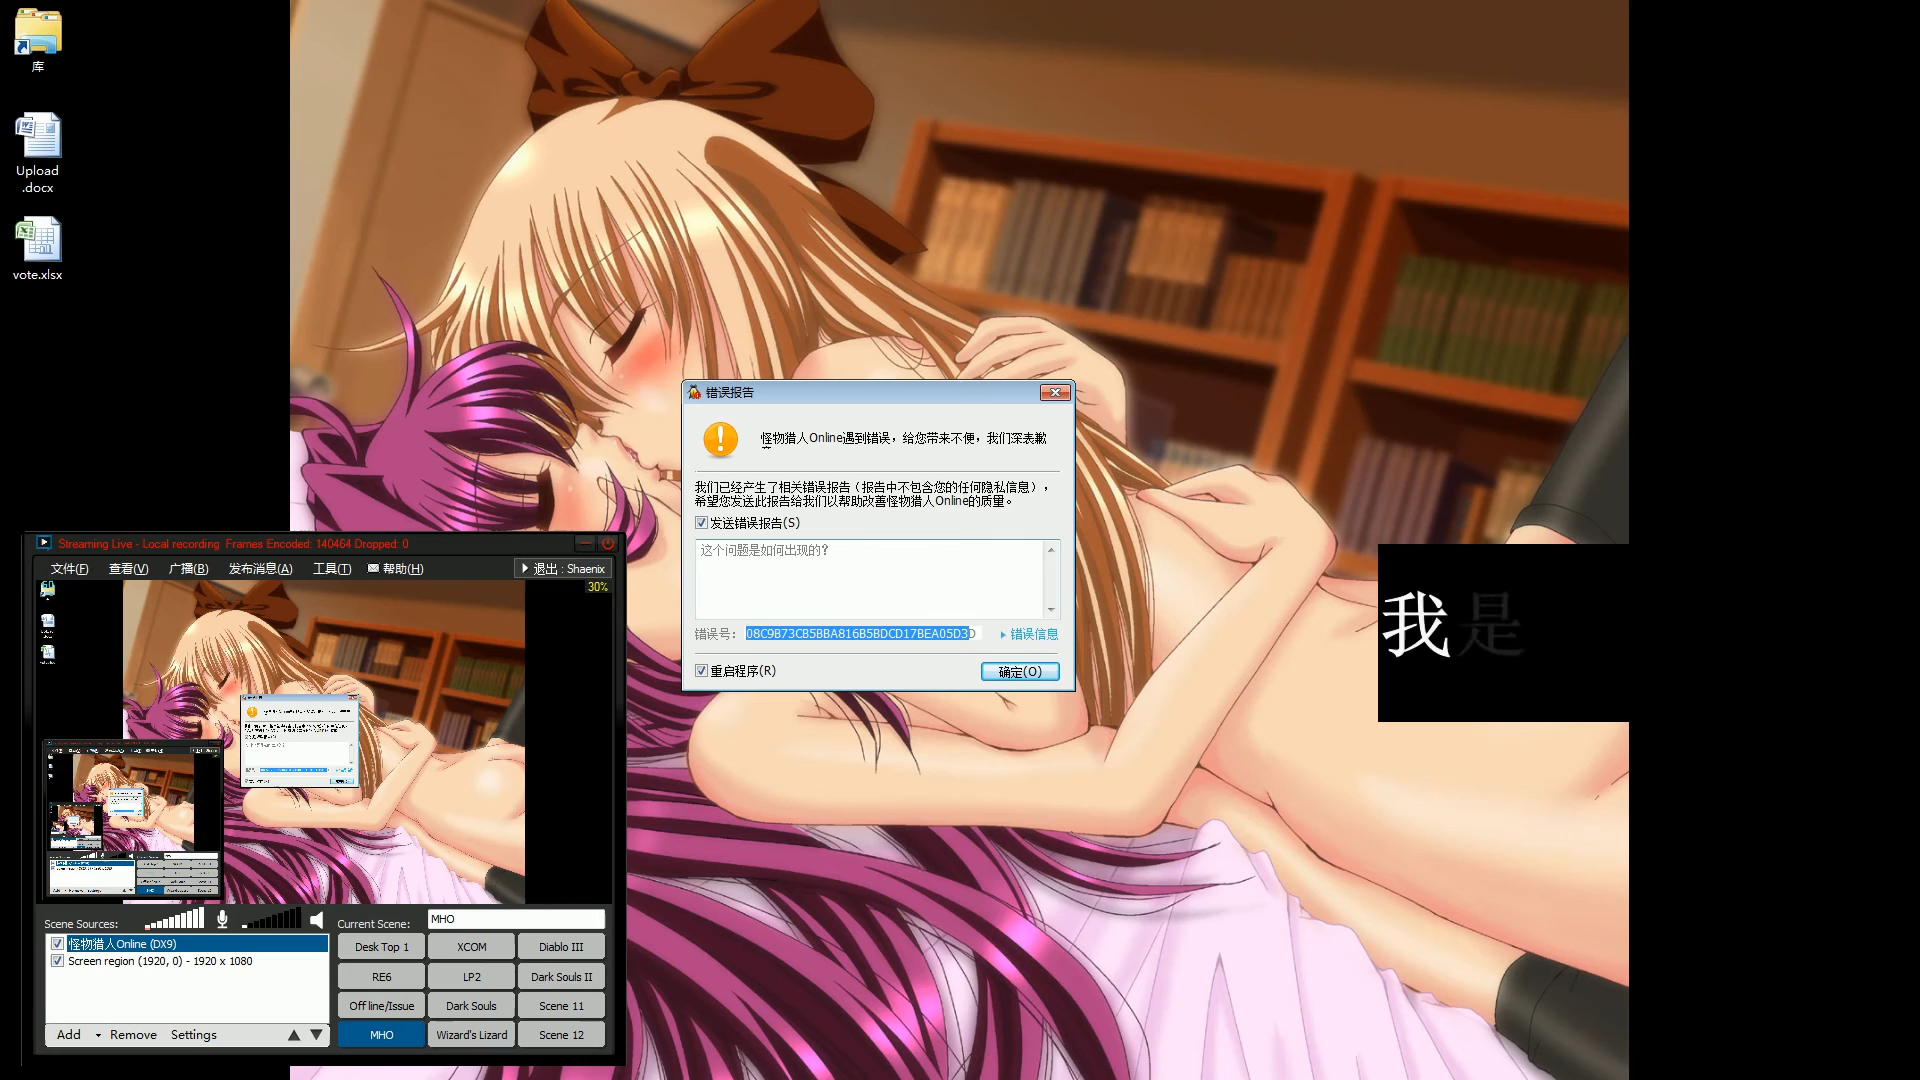 库
Upload
.docx
vote.xlsx
错误报告
怪物猎人Online遇到错误，给您带来不便，我们深表歉
我们已经产生了相关错误报告（报告中不包含您的任何隐私信息），
希望您发送此报告给我们以帮助改善怪物猎人Online的质量。
发送错误报告(S)
这个问题是如何出现的？
错误号： 08C9B73CB5BBA816B5BDCD17BEA05D3D 错误信息
重启程序(R) 确定(O)
我是
Streaming Live - Local recording Frames Encoded: 140464 Dropped: 0
文件(F) 查看(V) 广播(B) 发布消息(A) 工具(T) 帮助(H) 退出 : Shaenix
30%
Scene Sources:
怪物猎人Online (DX9)
Screen region (1920, 0) - 1920 x 1080
Add Remove Settings
Current Scene: MHO
Desk Top 1 XCOM Diablo III
RE6 LP2 Dark Souls II
Off line/Issue Dark Souls Scene 11
MHO Wizard's Lizard Scene 12